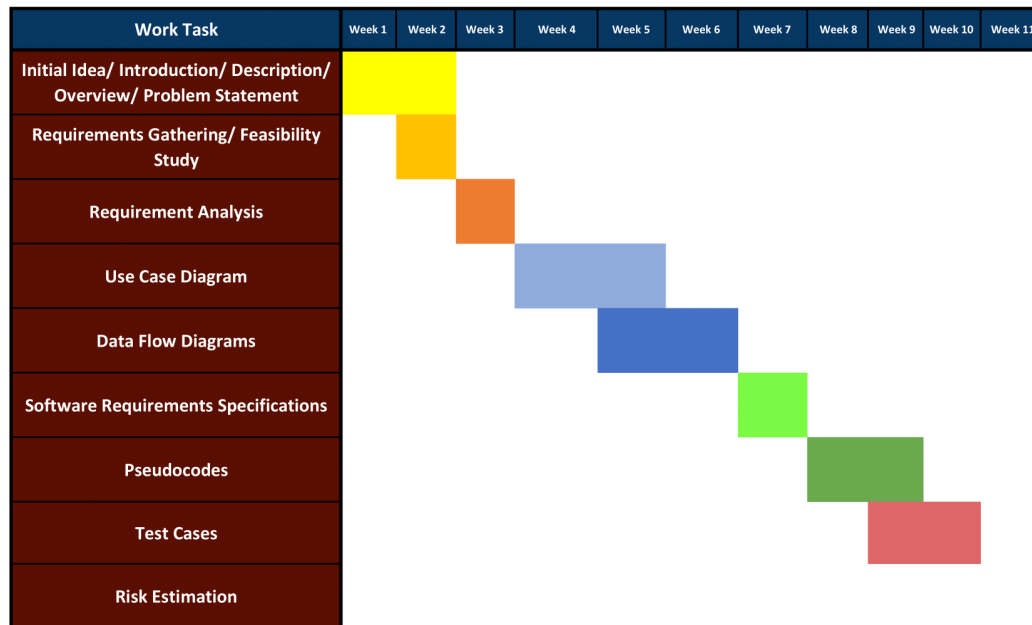 Work Task Week 1 Week 2 Week 3 Week 4 Week 5 Week 6 Week 7 Week 8 Week 9 Week 10 Week 11
Initial Idea/ Introduction/ Description/
Overview/ Problem Statement
Requirements Gathering/ Feasibility
Study
Requirement Analysis
Use Case Diagram
Data Flow Diagrams
Software Requirements Specifications
Pseudocodes
Test Cases
Risk Estimation